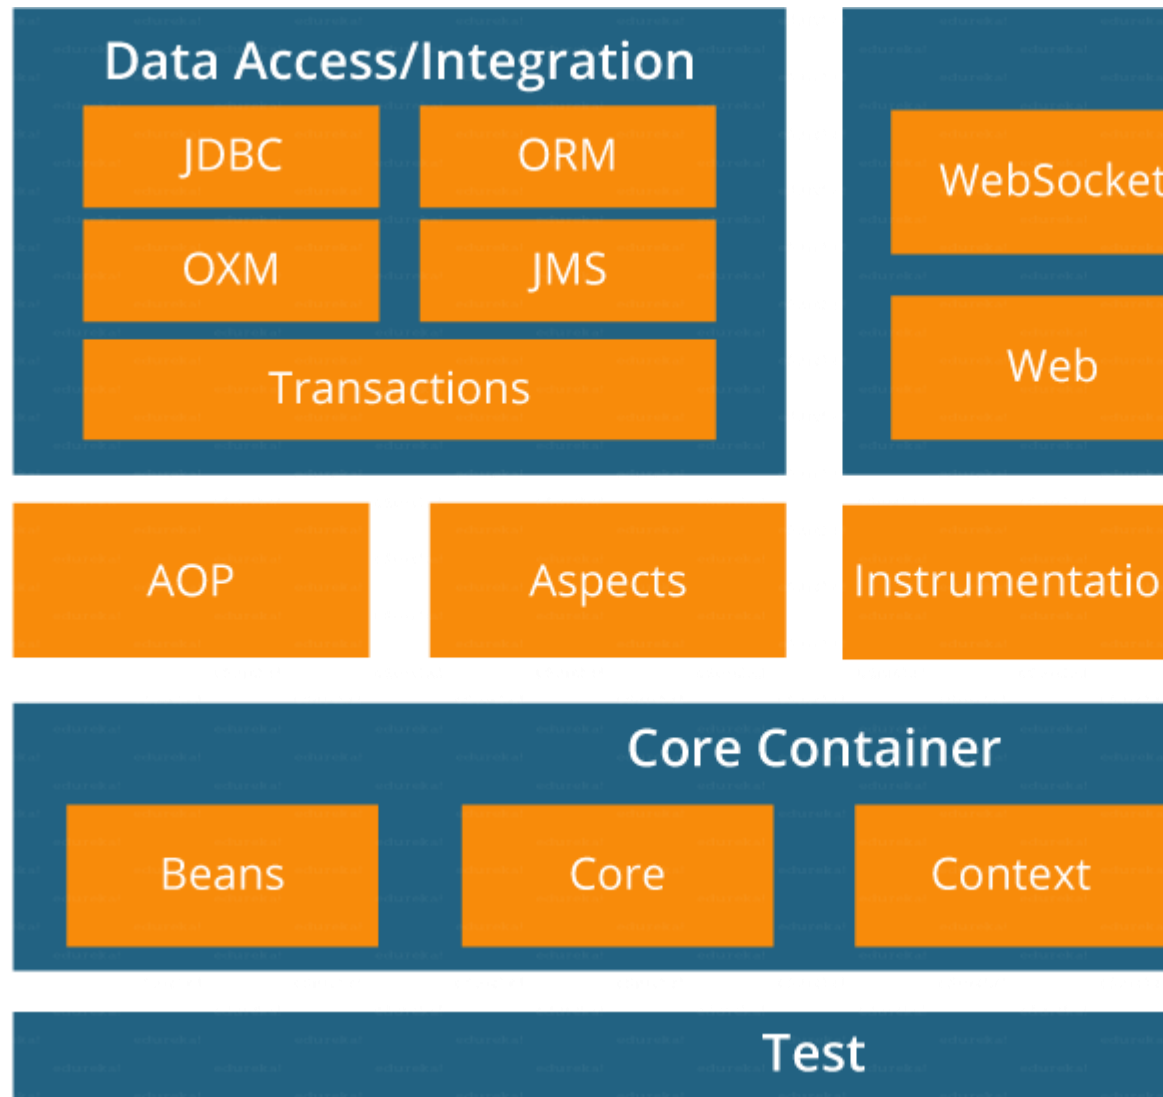 Data Access/Integration
JDBC
ORM
OXM
JMS
Transactions
WebSocket
Web
AOP
Aspects
Instrumentatio
Core Container
Beans
Core
Context
Test